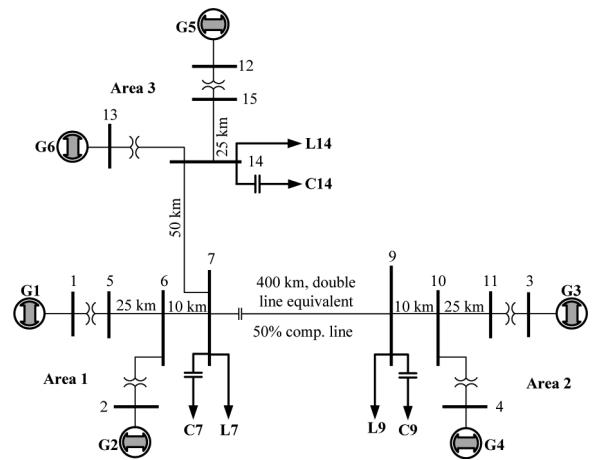 G5
12
Area 3
15
13
25 km
G6
14
L14
C14
50 km
7
9
400 km, double
line equivalent
50% comp. line
G1
1
5
6
25 km
10 km
10
11
3
G3
10 km
25 km
Area 1
Area 2
2
4
G2
C7
L7
L9
C9
G4